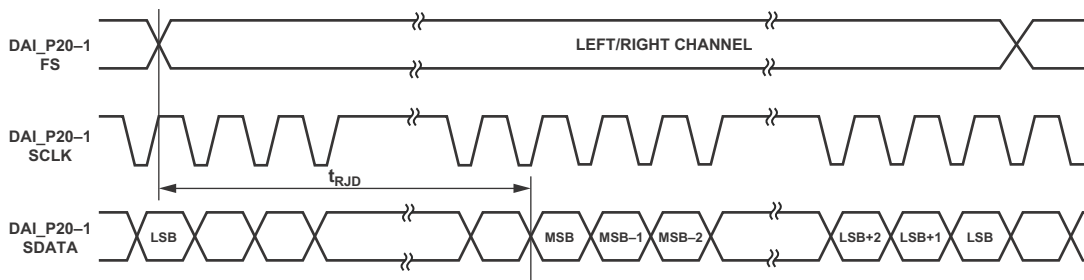 DAI_P20–1
FS
LEFT/RIGHT CHANNEL
DAI_P20–1
SCLK
tRJD
DAI_P20–1
SDATA
LSB
MSB
MSB–1
MSB–2
LSB+2
LSB+1
LSB